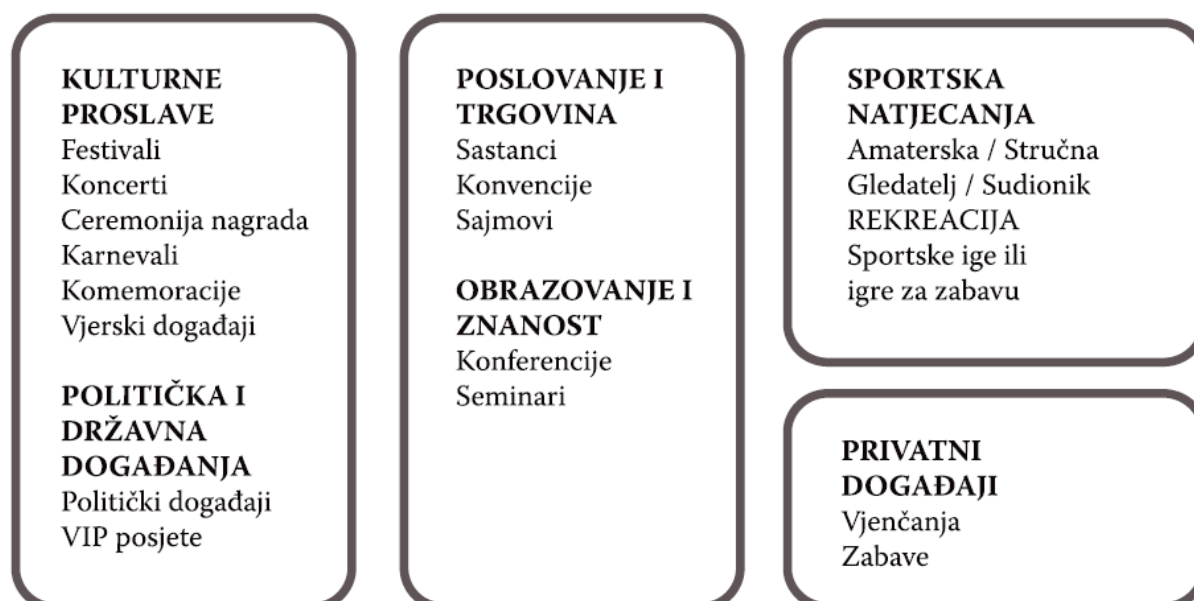 KULTURNE
PROSLAVE
Festivali
Koncerti
Ceremonija nagrada
Karnevali
Komemoracije
Vjerski događaji
POLITIČKA I
DRŽAVNA
DOGAĐANJA
Politički događaji
VIP posjete
POSLOVANJE I
TRGOVINA
Sastanci
Konvencije
Sajmovi
OBRAZOVANJE I
ZNANOST
Konferencije
Seminari
SPORTSKA
NATJECANJA
Amaterska / Stručna
Gledatelj / Sudionik
REKREACIJA
Sportske ige ili
igre za zabavu
PRIVATNI
DOGAĐAJI
Vjenčanja
Zabave